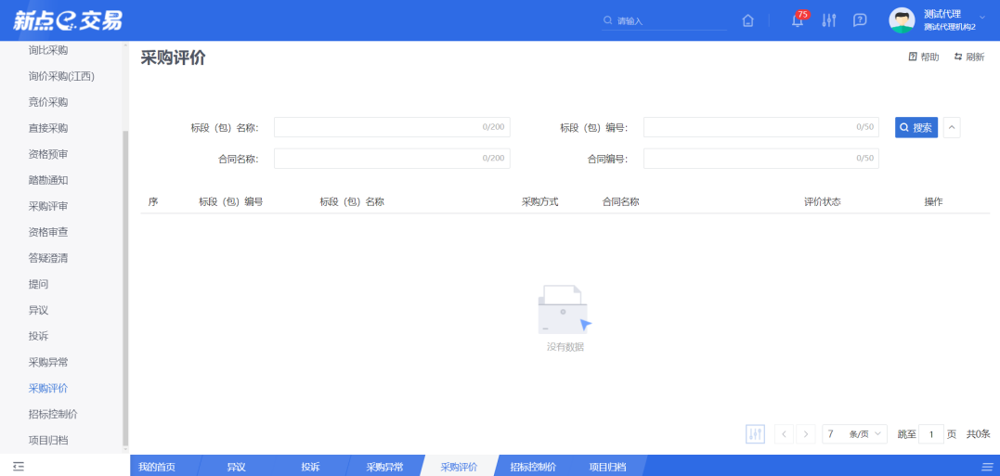 新点e交易
请输入
75
测试代理
测试代理机构2
询比采购
询价采购(江西)
竞价采购
直接采购
资格预审
踏勘通知
采购评审
资格审查
答疑澄清
提问
异议
投诉
采购异常
采购评价
招标控制价
项目归档
采购评价
帮助 刷新
标段（包）名称: 0/200 标段（包）编号: 0/50 搜索
合同名称: 0/200 合同编号: 0/50
序 标段（包）编号 标段（包）名称 采购方式 合同名称 评价状态 操作
没有数据
7 条/页 跳至 1 页 共0条
我的首页 异议 投诉 采购异常 采购评价 招标控制价 项目归档